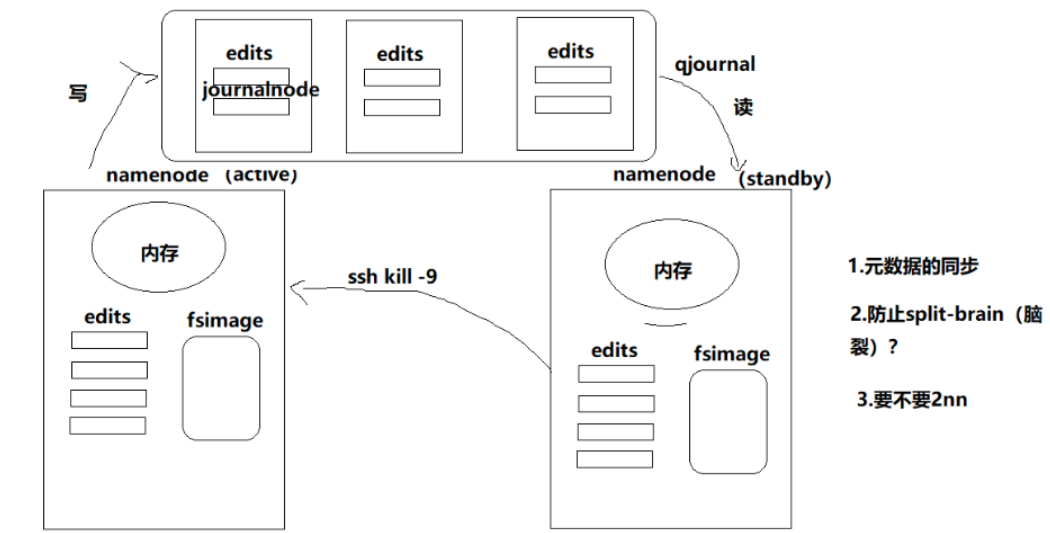 edits
edits
edits
journalnode
qjournal
写
读
namenode （active）
namenode （standby）
内存
内存
ssh kill -9
edits
fsimage
edits
fsimage
1.元数据的同步
2.防止split-brain（脑
裂）？
3.要不要2nn